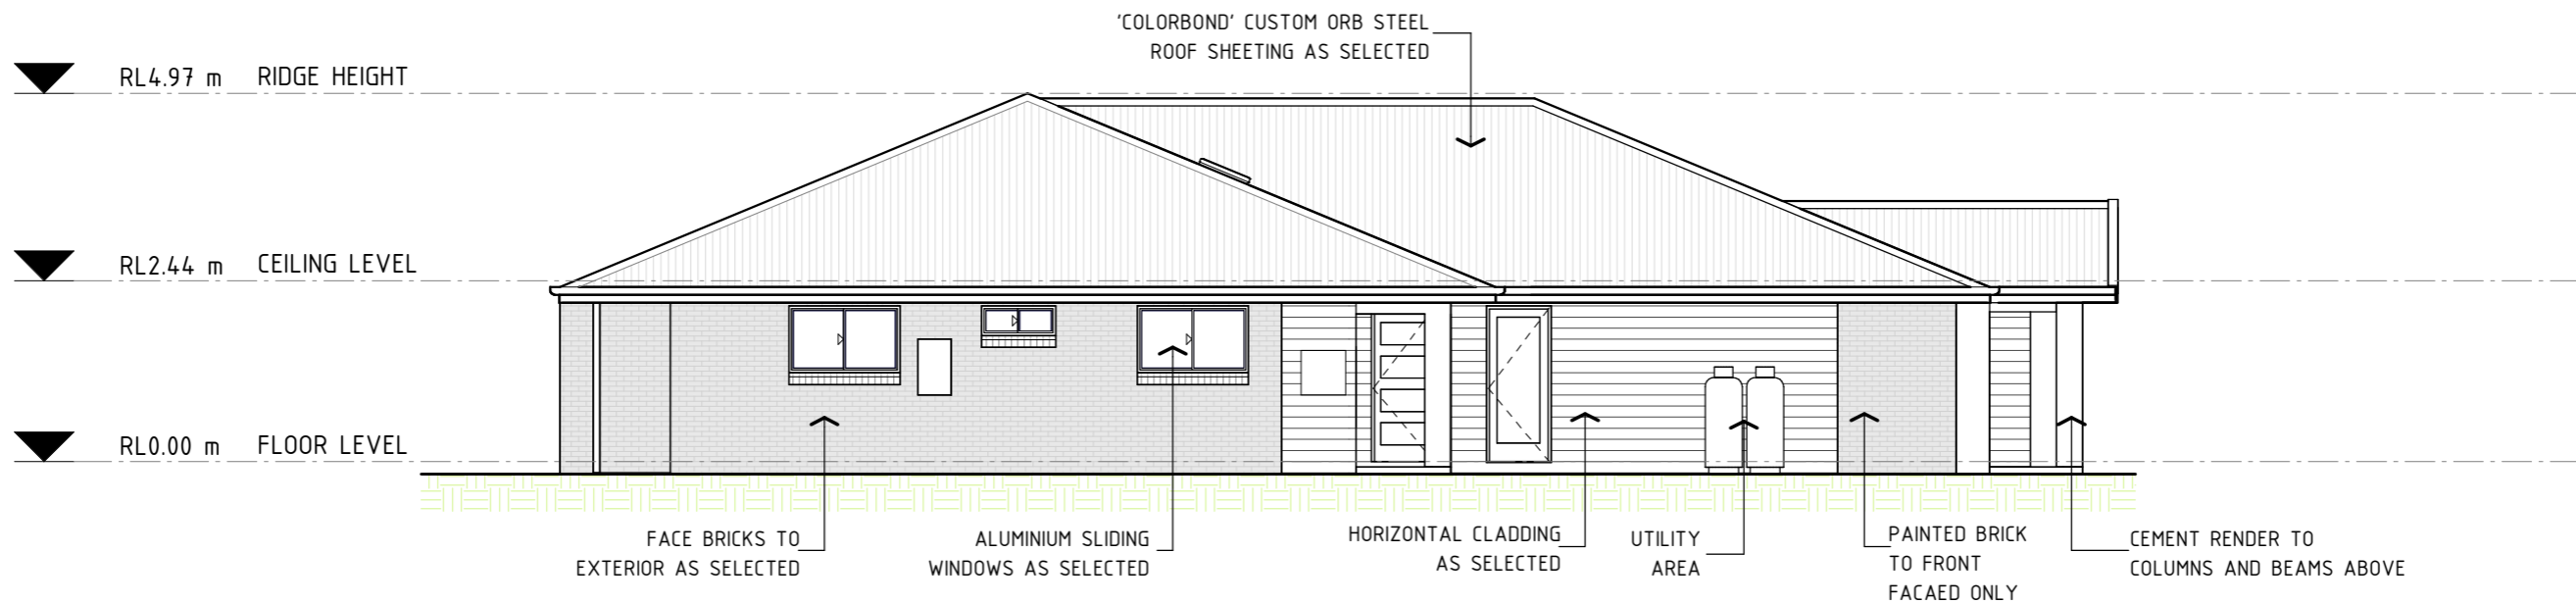 'COLORBOND' CUSTOM ORB STEEL
ROOF SHEETING AS SELECTED
RL4.97 m RIDGE HEIGHT
RL2.44 m CEILING LEVEL
RL0.00 m FLOOR LEVEL
FACE BRICKS TO
EXTERIOR AS SELECTED
ALUMINIUM SLIDING
WINDOWS AS SELECTED
HORIZONTAL CLADDING
AS SELECTED
UTILITY
AREA
PAINTED BRICK
TO FRONT
FACAED ONLY
CEMENT RENDER TO
COLUMNS AND BEAMS ABOVE